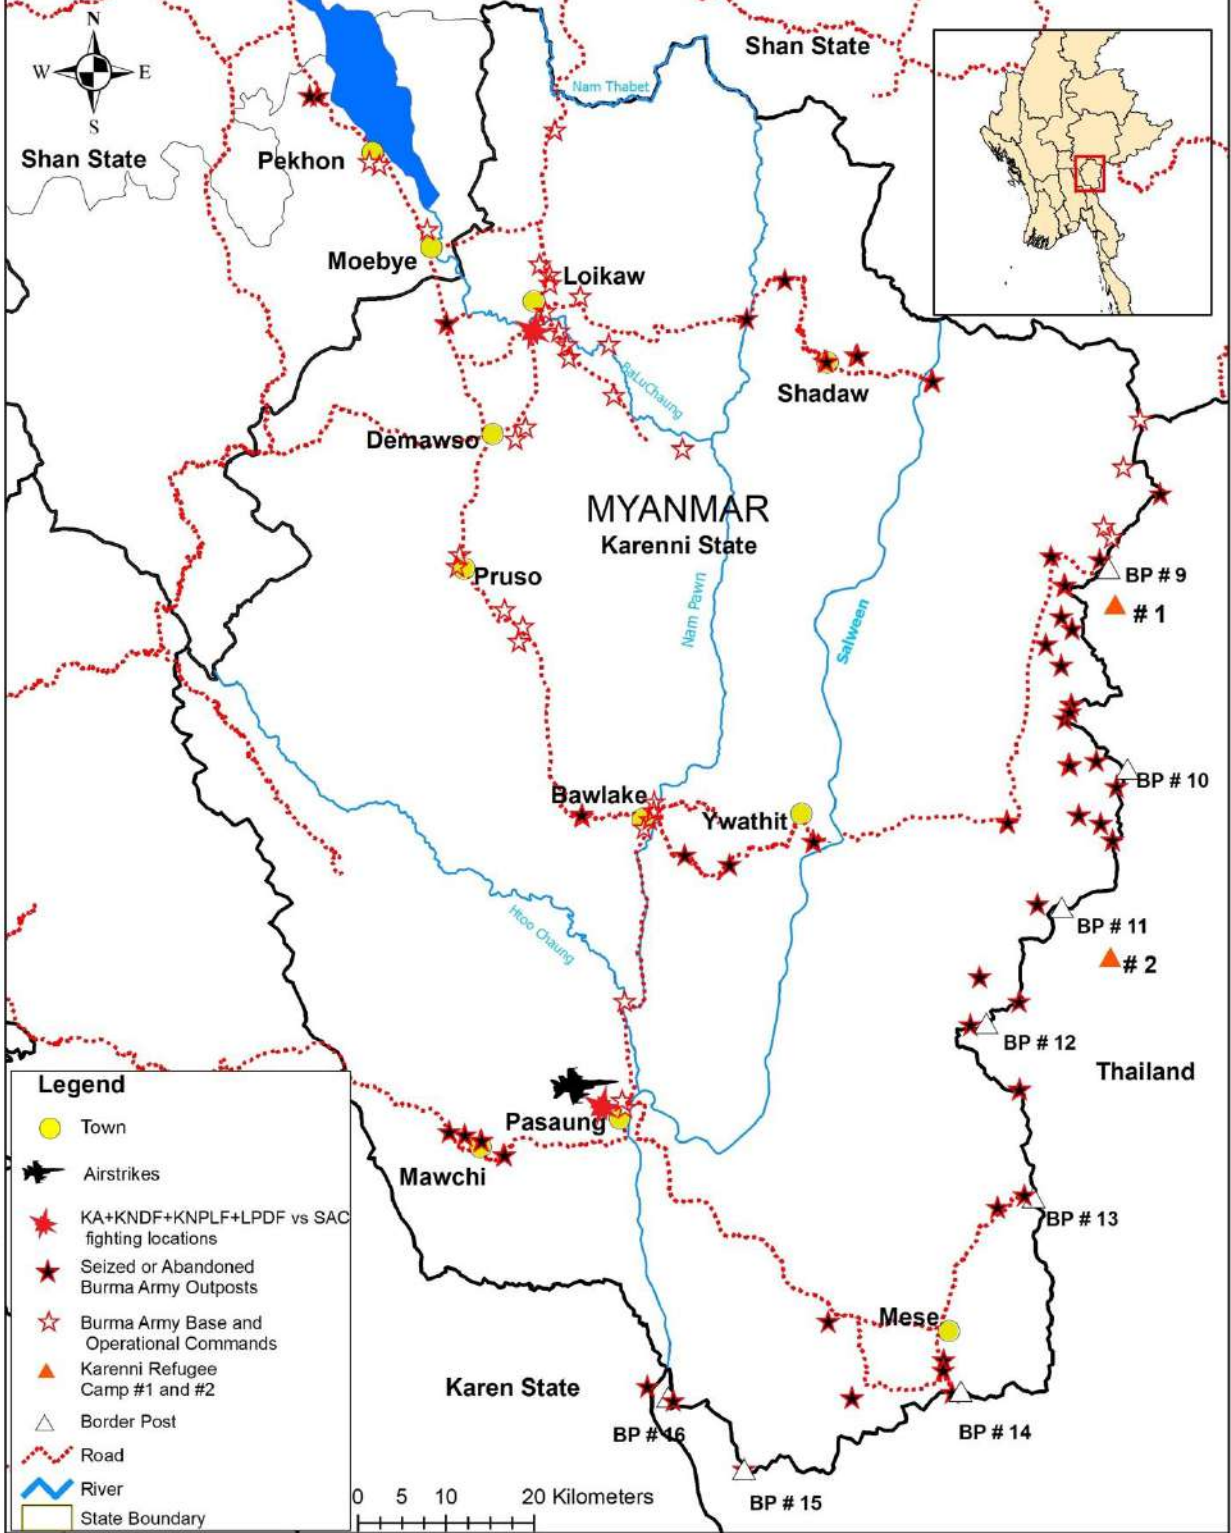 N
Shan State
W
E
Nam Thabet
S
Shan State
Pekhon
Moebye
Loikaw
BaLuChaung
Shadaw
Demawso
MYANMAR
Karenni State
Pruso
BP # 9
Nam Pawn
Salween
# 1
BP # 10
Bawlake
Ywathit
Htoo Chaung
BP # 11
# 2
BP # 12
Thailand
Pasaung
Mawchi
BP # 13
Mese
Karen State
BP # 16
BP # 14
BP # 15
Legend
Town
Airstrikes
KA+KNDF+KNPLF+LPDF vs SAC
fighting locations
Seized or Abandoned
Burma Army Outposts
Burma Army Base and
Operational Commands
Karenni Refugee
Camp #1 and #2
Border Post
Road
River
State Boundary
0 5 10 20 Kilometers